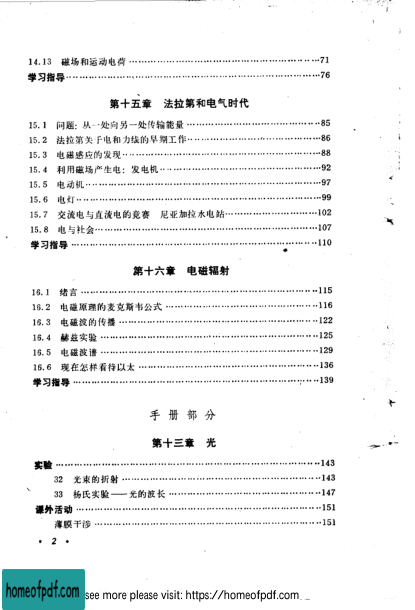 14.13 磁场和运动电荷……71
学习指导……76
第十五章 法拉第和电气时代
15.1 问题：从一处向另一处传输能量……85
15.2 法拉第关于电和力线的早期工作……86
15.3 电磁感应的发现……88
15.4 利用磁场产生电：发电机……92
15.5 电动机……97
15.6 电灯……99
15.7 交流电与直流电的竞赛 尼亚加拉水电站……102
15.8 电与社会……107
学习指导……110
第十六章 电磁辐射
16.1 绪言……115
16.2 电磁原理的麦克斯韦公式……116
16.3 电磁波的传播……122
16.4 赫兹实验……125
16.5 电磁波谱……129
16.6 现在怎样看待以太……136
学习指导……139
手册部分
第十三章 光
实验……143
32 光束的折射……143
33 杨氏实验——光的波长……147
课外活动……151
薄膜干涉……151
• 2 •
homeofpdf.com
see more please visit: https://homeofpdf.com